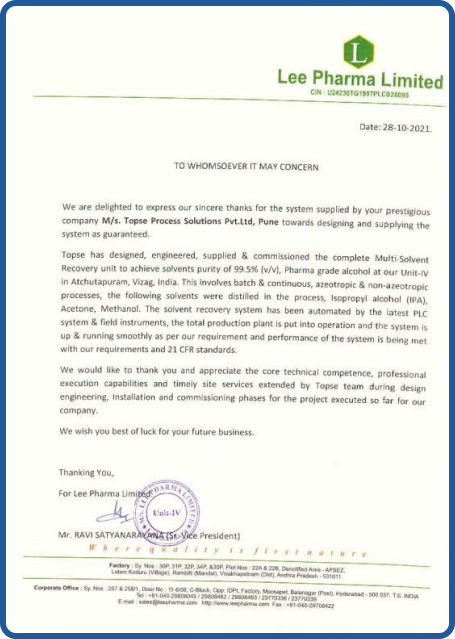 L
Lee Pharma Limited
CIN : U24230TG1997PLC028095
Date: 28-10-2021.
TO WHOMSOEVER IT MAY CONCERN
We are delighted to express our sincere thanks for the system supplied by your prestigious
company M/s. Topse Process Solutions Pvt.Ltd, Pune towards designing and supplying the
system as guaranteed.
Topse has designed, engineered, supplied & commissioned the complete Multi-Solvent
Recovery unit to achieve solvents purity of 99.5% (v/v), Pharma grade alcohol at our Unit-IV
in Atchutapuram, Vizag, India. This involves batch & continuous, azeotropic & non-azeotropic
processes, the following solvents were distilled in the process, Isopropyl alcohol (IPA),
Acetone, Methanol. The solvent recovery system has been automated by the latest PLC
system & field instruments, the total production plant is put into operation and the system is
up & running smoothly as per our requirement and performance of the system is being met
with our requirements and 21 CFR standards.
We would like to thank you and appreciate the core technical competence, professional
execution capabilities and timely site services extended by Topse team during design
engineering, Installation and commissioning phases for the project executed so far for our
company.
We wish you best of luck for your future business.
Thanking You,
For Lee Pharma Limited.
LEE PHARMA LIMITED
Unit-IV
Mr. RAVI SATYANARAYANA (Sr. Vice President)
Where quality is first nature
Factory : Sy. Nos : 30P, 31P, 32P, 34P, &35P, Plot Nos : 22A & 22B, Denotified Area - APSEZ,
Lalam Koduru (Village), Rambilli (Mandal), Visakhapatnam (Dist), Andhra Pradesh - 531011.
Corporate Office : Sy. Nos : 257 & 258/1, Door No : 11-6/56, C-Block, Opp: IDPL Factory, Moosapet, Balanagar (Post), Hyderabad - 500 037. T.S. INDIA
Tel : +91-040-29808045 / 29808462 / 29808463 / 23770338 / 23770339
E-mail : sales@leepharma.com, http://www.leepharma.com Fax : +91-040-29708422